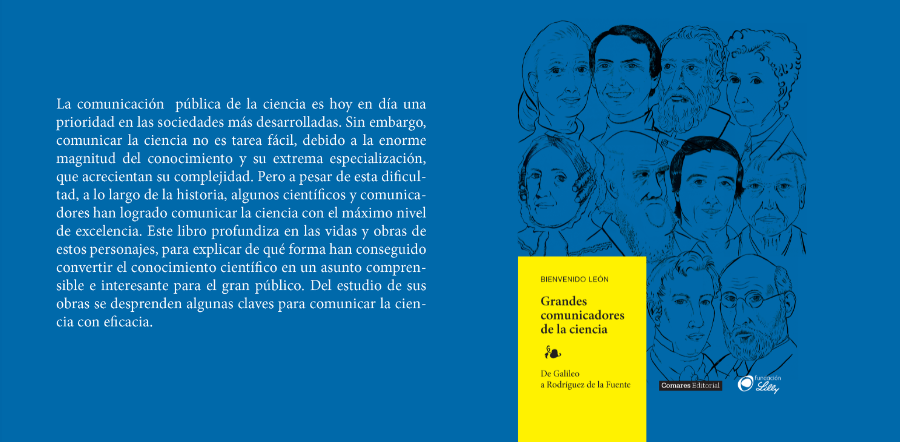 La comunicación pública de la ciencia es hoy en día una
prioridad en las sociedades más desarrolladas. Sin embargo,
comunicar la ciencia no es tarea fácil, debido a la enorme
magnitud del conocimiento y su extrema especialización,
que acrecientan su complejidad. Pero a pesar de esta dificul-
tad, a lo largo de la historia, algunos científicos y comunica-
dores han logrado comunicar la ciencia con el máximo nivel
de excelencia. Este libro profundiza en las vidas y obras de
estos personajes, para explicar de qué forma han conseguido
convertir el conocimiento científico en un asunto compren-
sible e interesante para el gran público. Del estudio de sus
obras se desprenden algunas claves para comunicar la cien-
cia con eficacia.
BIENVENIDO LEÓN
Grandes
comunicadores
de la ciencia
De Galileo
a Rodríguez de la Fuente
Comares Editorial
fundación
Lilly